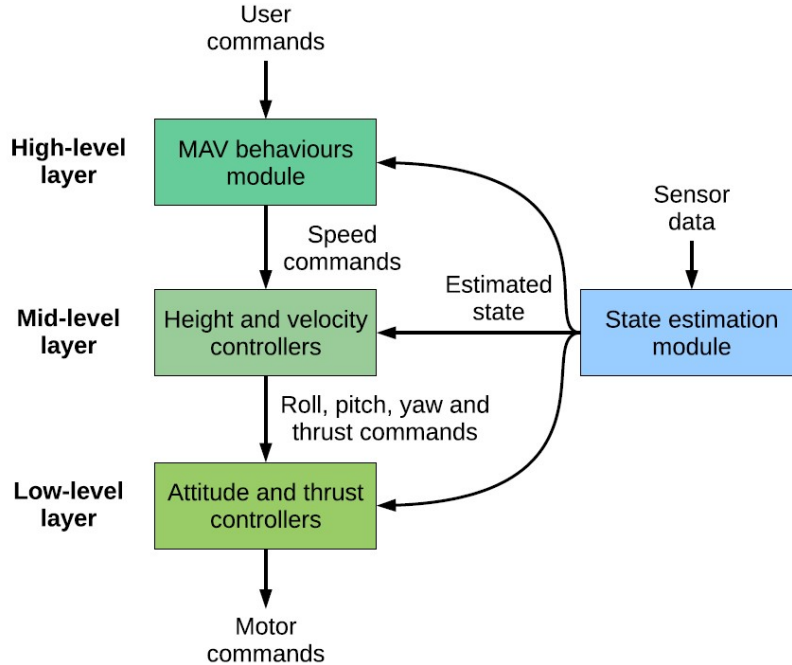 User
commands
High-level
layer
MAV behaviours
module
Sensor
data
Speed
commands
Estimated
state
Mid-level
layer
Height and velocity
controllers
State estimation
module
Roll, pitch, yaw and
thrust commands
Low-level
layer
Attitude and thrust
controllers
Motor
commands